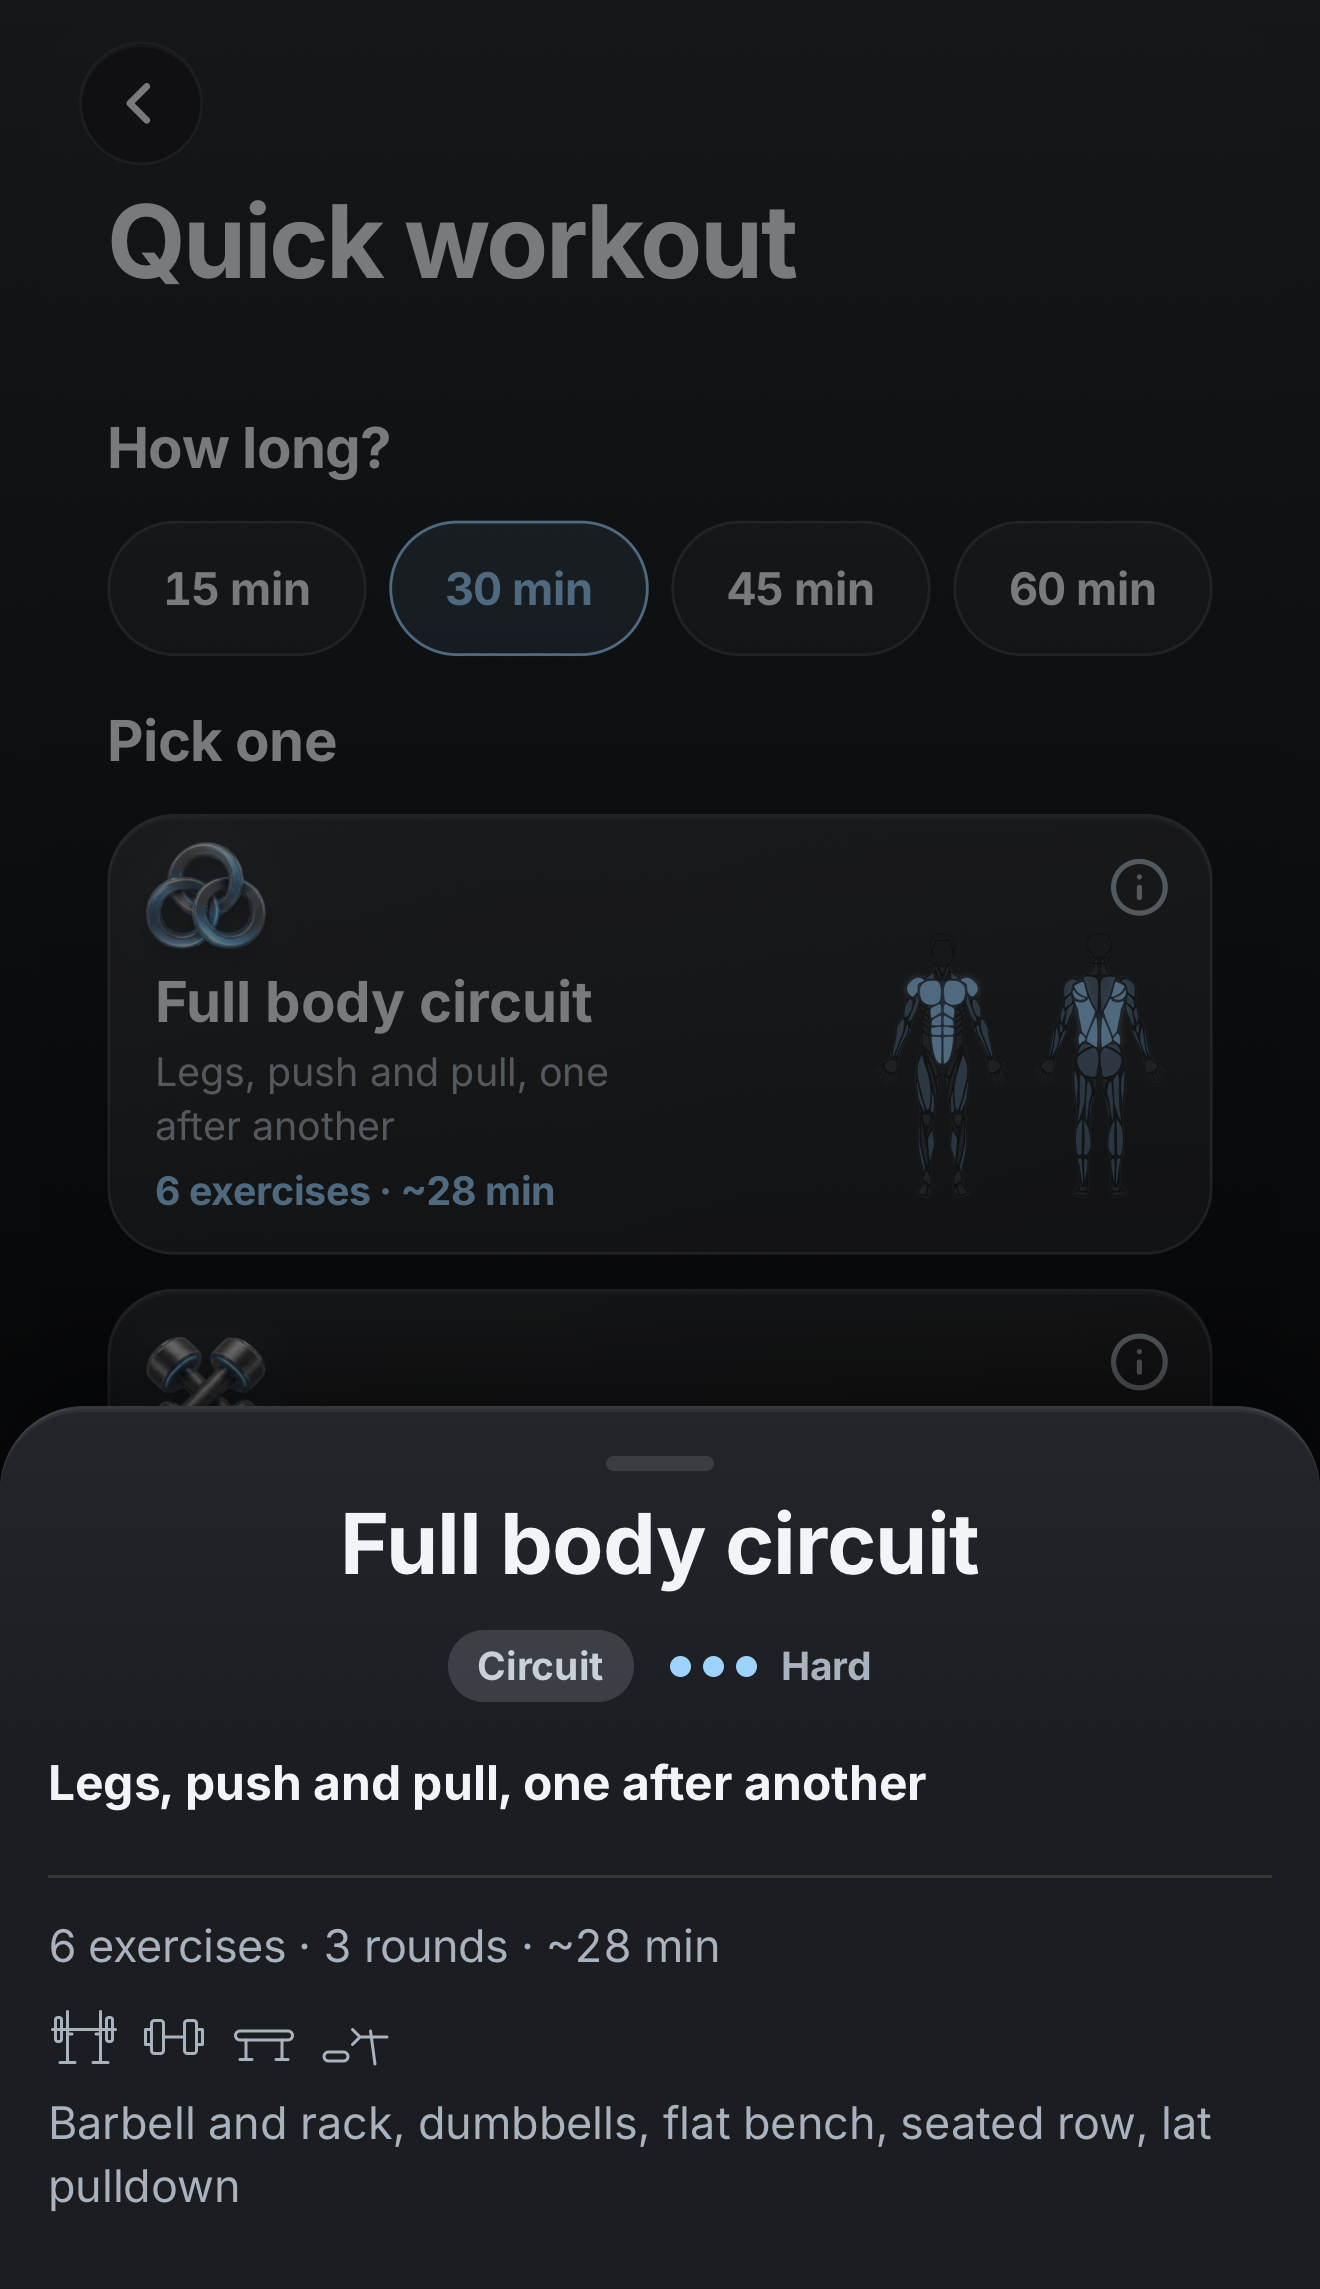 Quick workout
How long?
15 min
30 min
45 min
60 min
Pick one
Full body circuit
Legs, push and pull, one
after another
6 exercises · ~28 min
Full body circuit
Circuit
Hard
Legs, push and pull, one after another
6 exercises · 3 rounds · ~28 min
Barbell and rack, dumbbells, flat bench, seated row, lat
pulldown